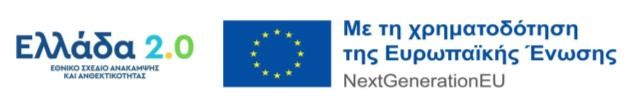 Ελλάδα 2.0
ΕΘΝΙΚΟ ΣΧΕΔΙΟ ΑΝΑΚΑΜΨΗΣ
ΚΑΙ ΑΝΘΕΚΤΙΚΟΤΗΤΑΣ
Με τη χρηματοδότηση
της Ευρωπαϊκής Ένωσης
NextGenerationEU